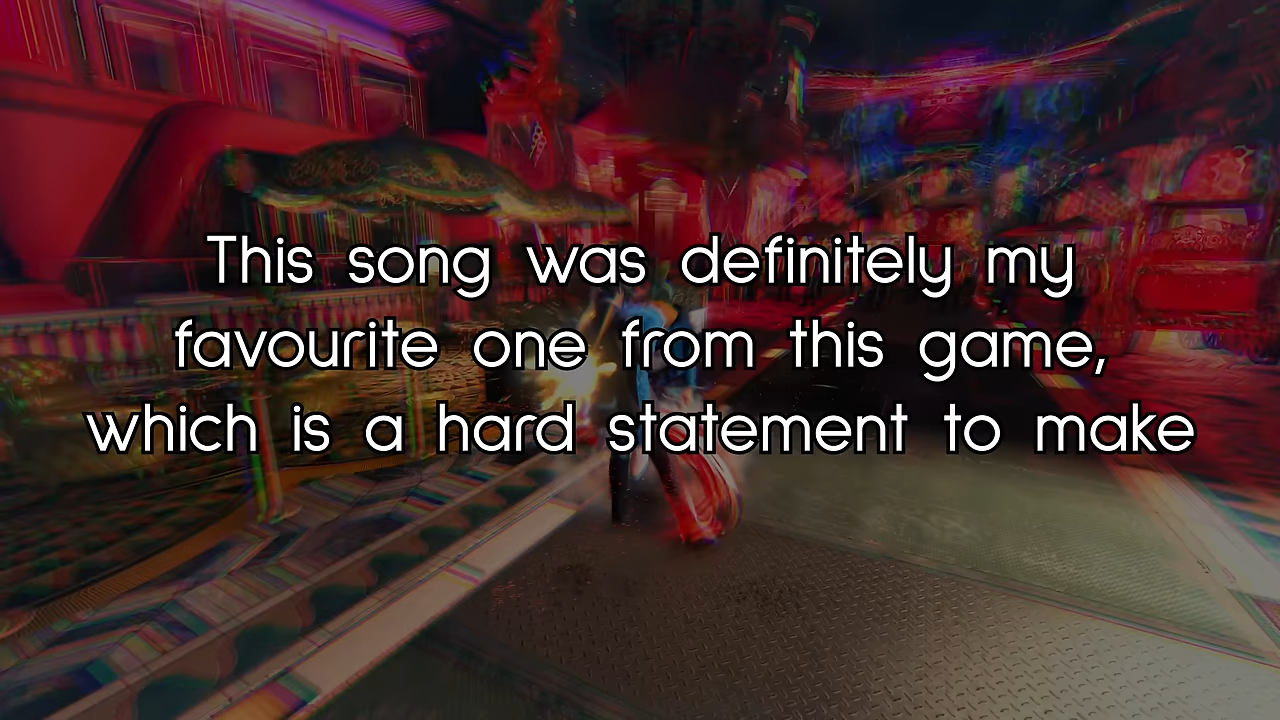 This song was definitely my
favourite one from this game,
which is a hard statement to make